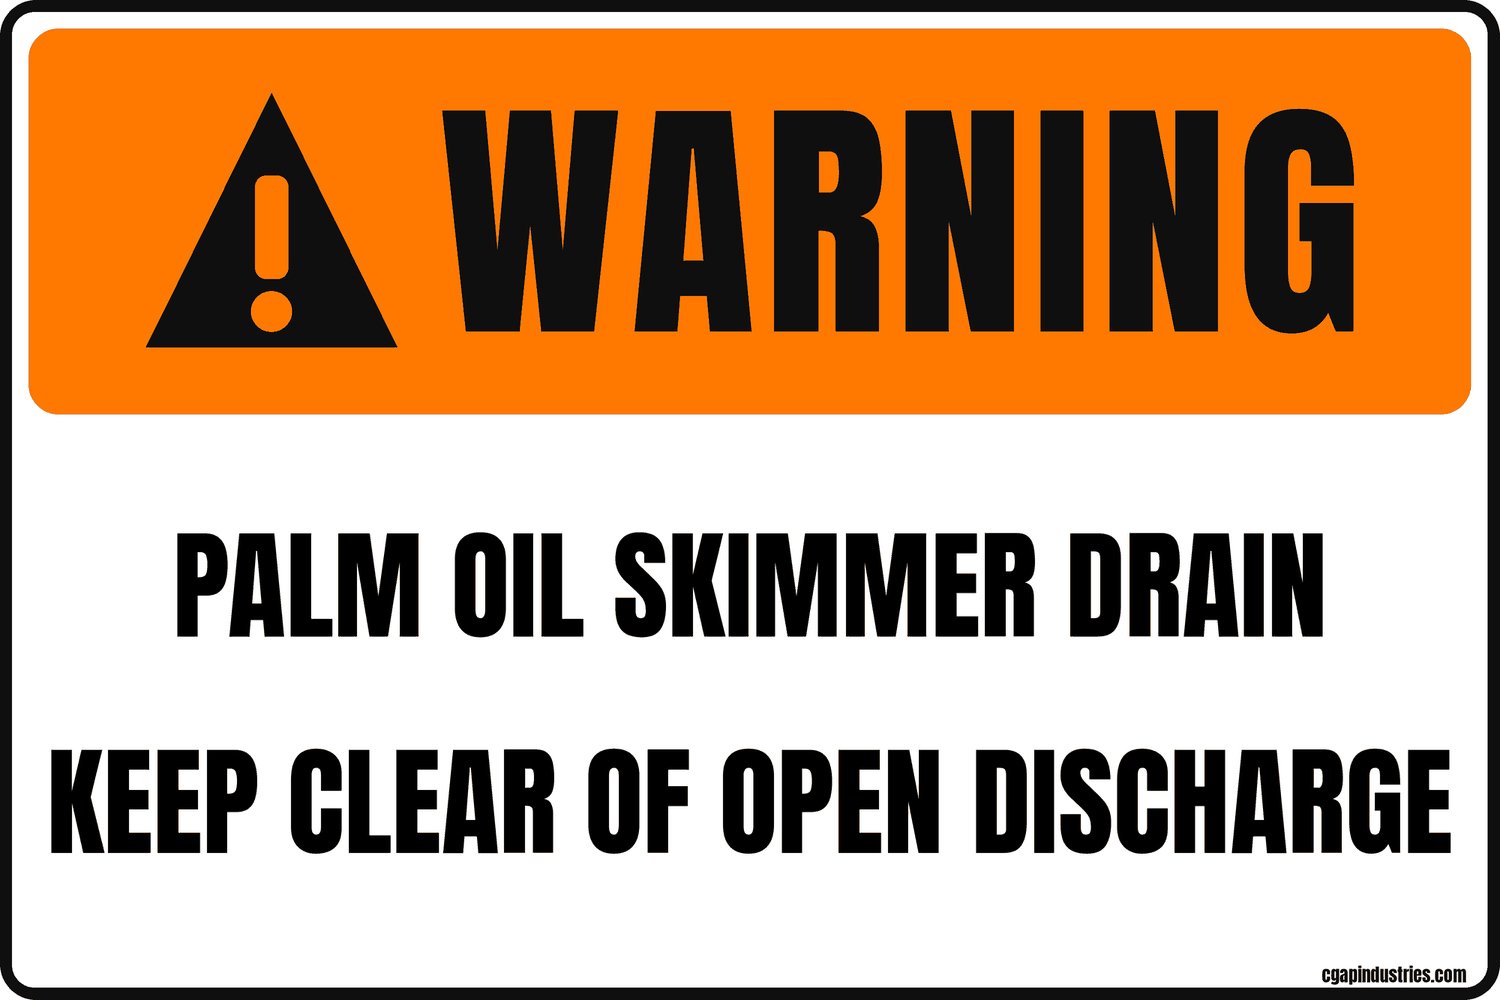 WARNING
PALM OIL SKIMMER DRAIN
KEEP CLEAR OF OPEN DISCHARGE
cgapindustries.com